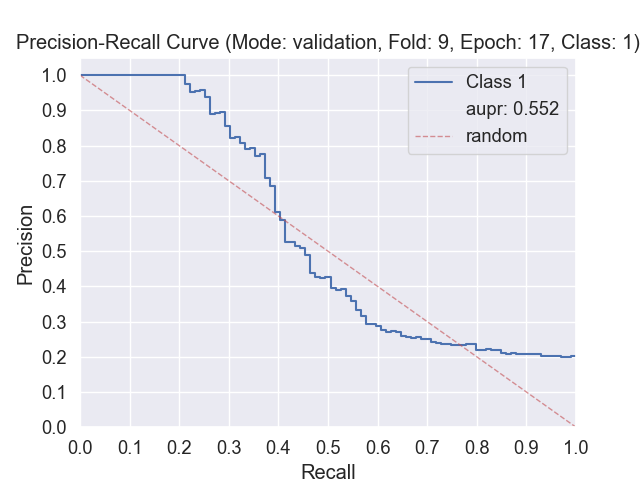 Precision-Recall Curve (Mode: validation, Fold: 9, Epoch: 17, Class: 1)
Class 1
aupr: 0.552
random
1.0
0.9
0.8
0.7
0.6
0.5
0.4
0.3
0.2
0.1
0.0
Precision
0.0 0.1 0.2 0.3 0.4 0.5 0.6 0.7 0.8 0.9 1.0
Recall